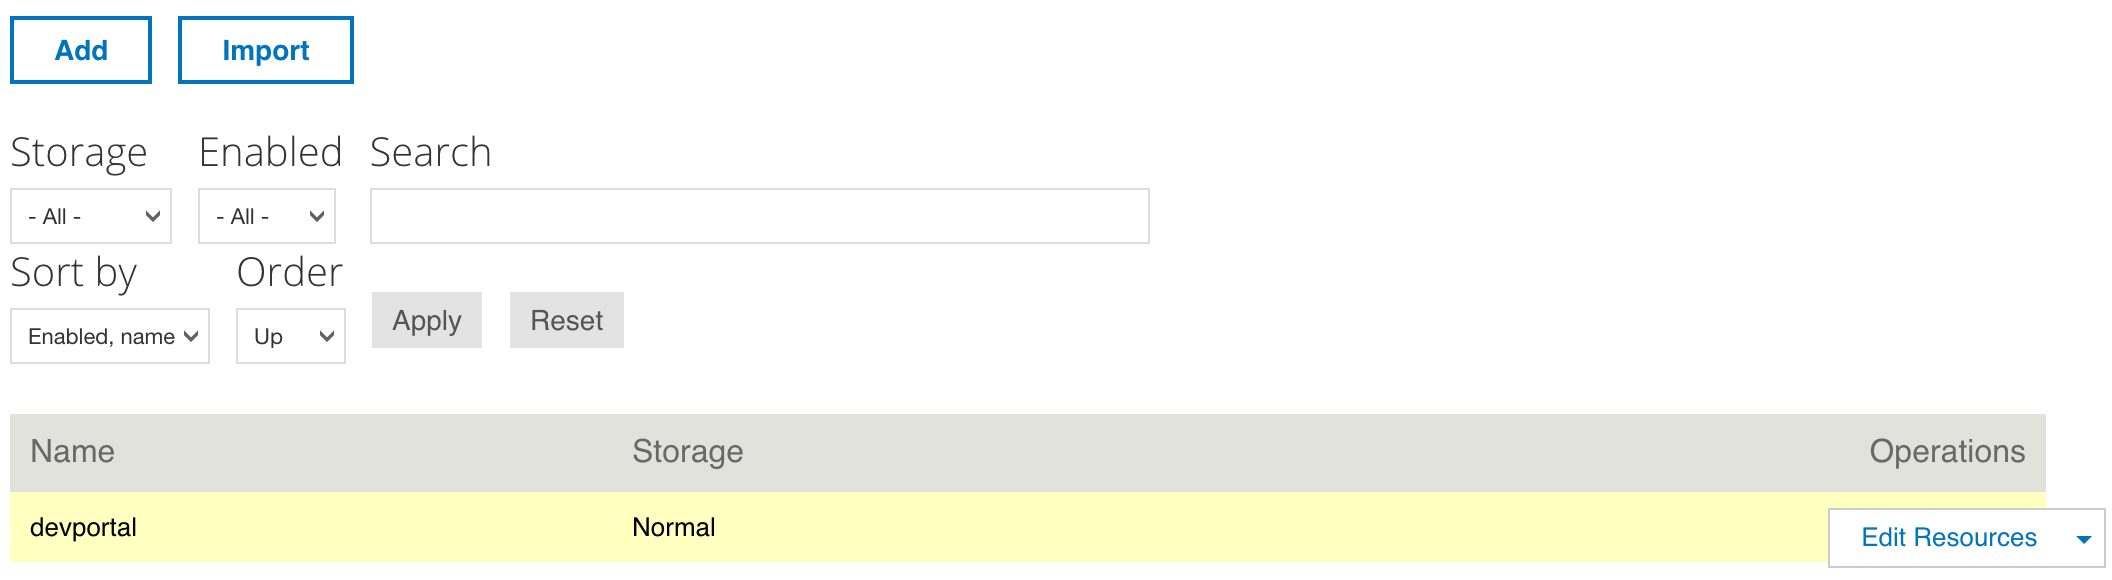 Add Import
Storage Enabled Search
- All - - All -
Sort by Order
Enabled, name Up Apply Reset
Name Storage Operations
devportal Normal Edit Resources